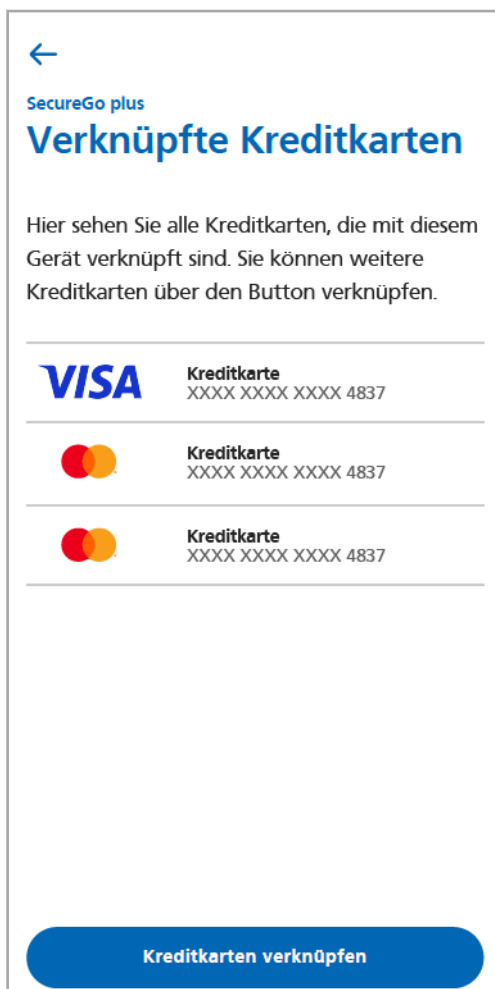 SecureGo plus
Verknüpfte Kreditkarten
Hier sehen Sie alle Kreditkarten, die mit diesem
Gerät verknüpft sind. Sie können weitere
Kreditkarten über den Button verknüpfen.
VISA
Kreditkarte
XXXX XXXX XXXX 4837
Kreditkarte
XXXX XXXX XXXX 4837
Kreditkarte
XXXX XXXX XXXX 4837
Kreditkarten verknüpfen